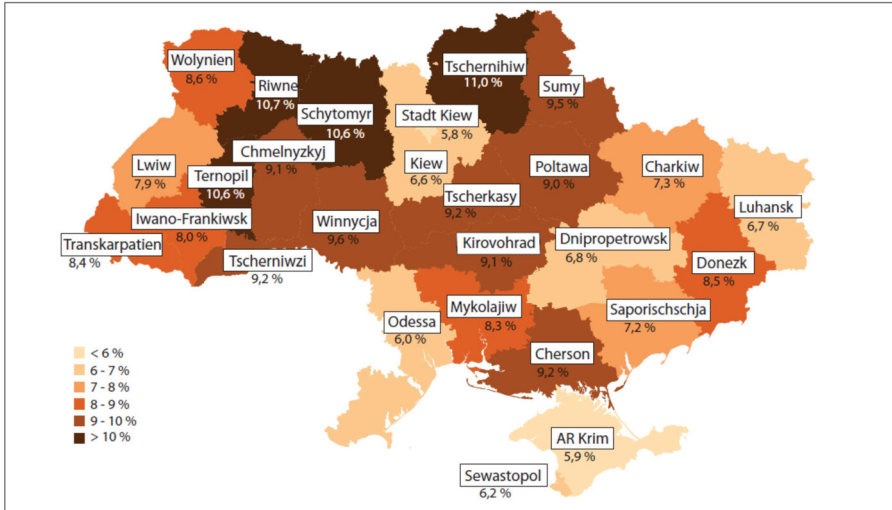 Wolynien
8,6 %
Riwne
10,7 %
Schytomyr
10,6 %
Tschernihiw
11,0 %
Sumy
9,5 %
Stadt Kiew
5,8 %
Kiew
6,6 %
Lwiw
7,9 %
Ternopil
10,6 %
Chmelnyzkyj
9,1 %
Poltawa
9,0 %
Charkiw
7,3 %
Luhansk
6,7 %
Transkarpatien
8,4 %
Iwano-Frankiwsk
8,0 %
Tscherniwzi
9,2 %
Winnycja
9,6 %
Tscherkasy
9,2 %
Kirovohrad
9,1 %
Dnipropetrowsk
6,8 %
Donezk
8,5 %
Odessa
6,0 %
Mykolajiw
8,3 %
Saporischschja
7,2 %
Cherson
9,2 %
AR Krim
5,9 %
Sewastopol
6,2 %
< 6 %
6 - 7 %
7 - 8 %
8 - 9 %
9 - 10 %
> 10 %